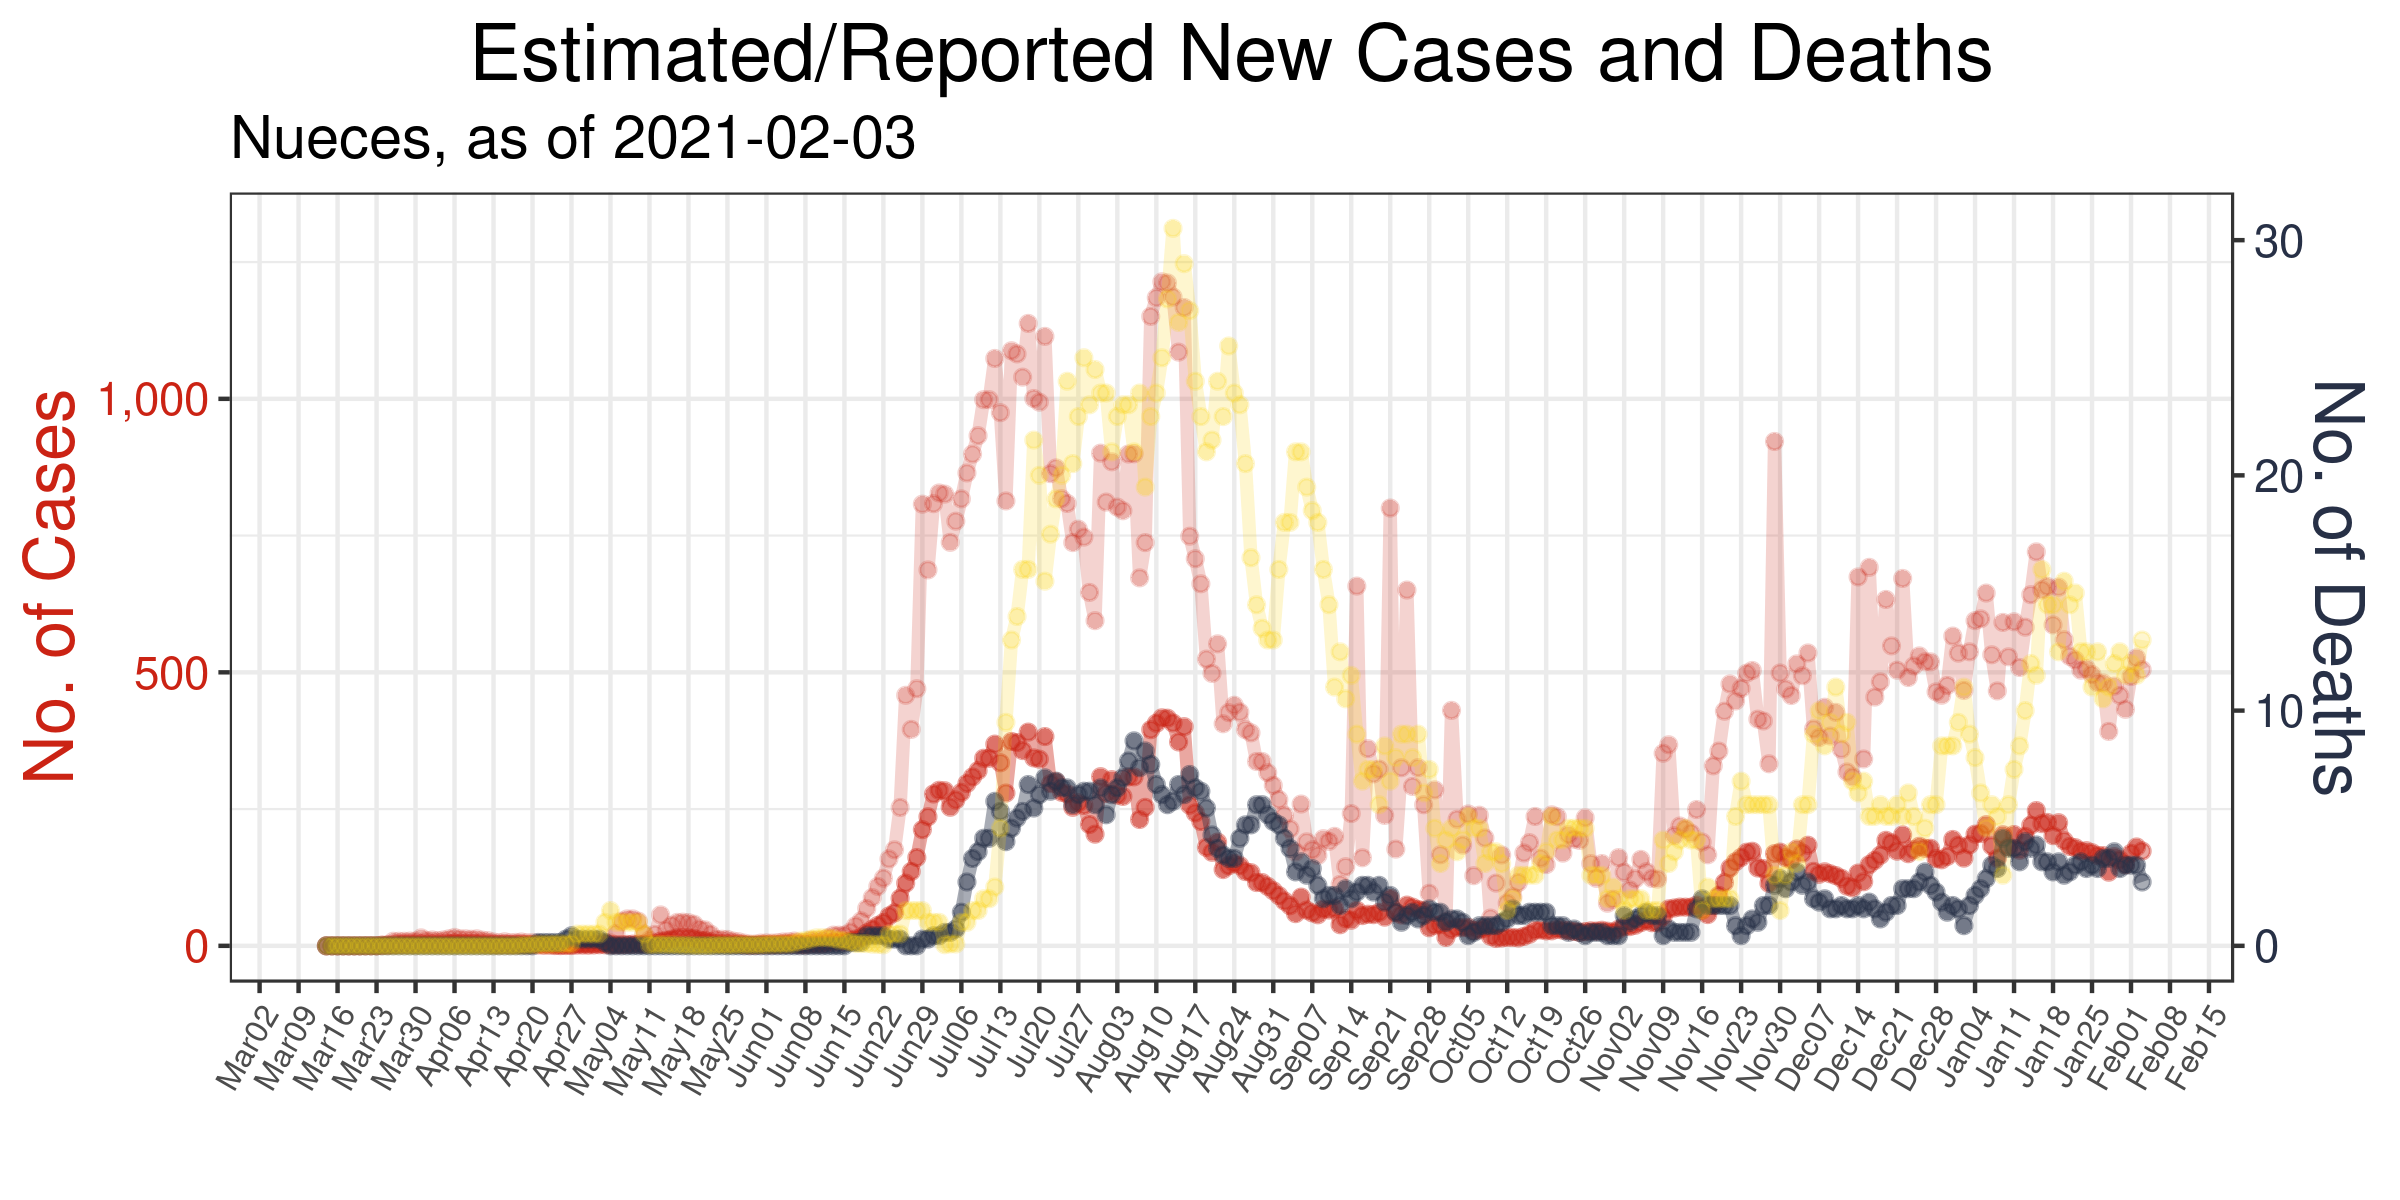 Estimated/Reported New Cases and Deaths
Nueces, as of 2021-02-03
No. of Cases
1,000
500
0
30
20
10
0
No. of Deaths
Mar02 Mar09 Mar16 Mar23 Mar30 Apr06 Apr13 Apr20 Apr27 May04 May11 May18 May25 Jun01 Jun08 Jun15 Jun22 Jun29 Jul06 Jul13 Jul20 Jul27 Aug03 Aug10 Aug17 Aug24 Aug31 Sep07 Sep14 Sep21 Sep28 Oct05 Oct12 Oct19 Oct26 Nov02 Nov09 Nov16 Nov23 Nov30 Dec07 Dec14 Dec21 Dec28 Jan04 Jan11 Jan18 Jan25 Feb01 Feb08 Feb15